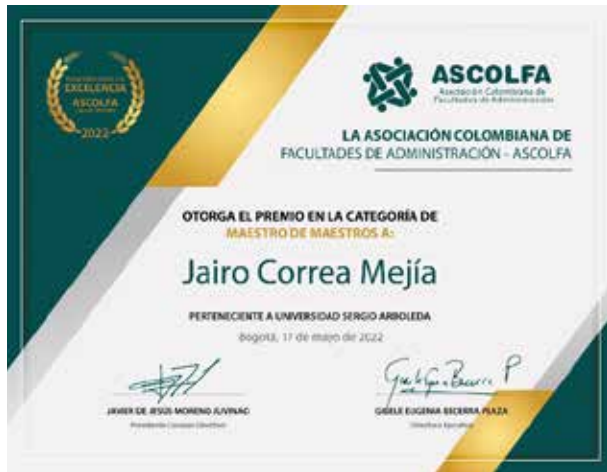 EXCELENCIA
ASCOLFA
2022
ASCOLFA
Asociación Colombiana de
Facultades de Administración
LA ASOCIACIÓN COLOMBIANA DE
FACULTADES DE ADMINISTRACIÓN - ASCOLFA
OTORGA EL PREMIO EN LA CATEGORÍA DE
MAESTRO DE MAESTROS A:
Jairo Correa Mejía
PERTENECIENTE A UNIVERSIDAD SERGIO ARBOLEDA
Bogotá, 17 de mayo de 2022
JAVIER DE JESÚS MORENO JUVINAO
GISELE EUGENIA BECERRA PLAZA
Presidente Consejo Directivo
Directora Ejecutiva